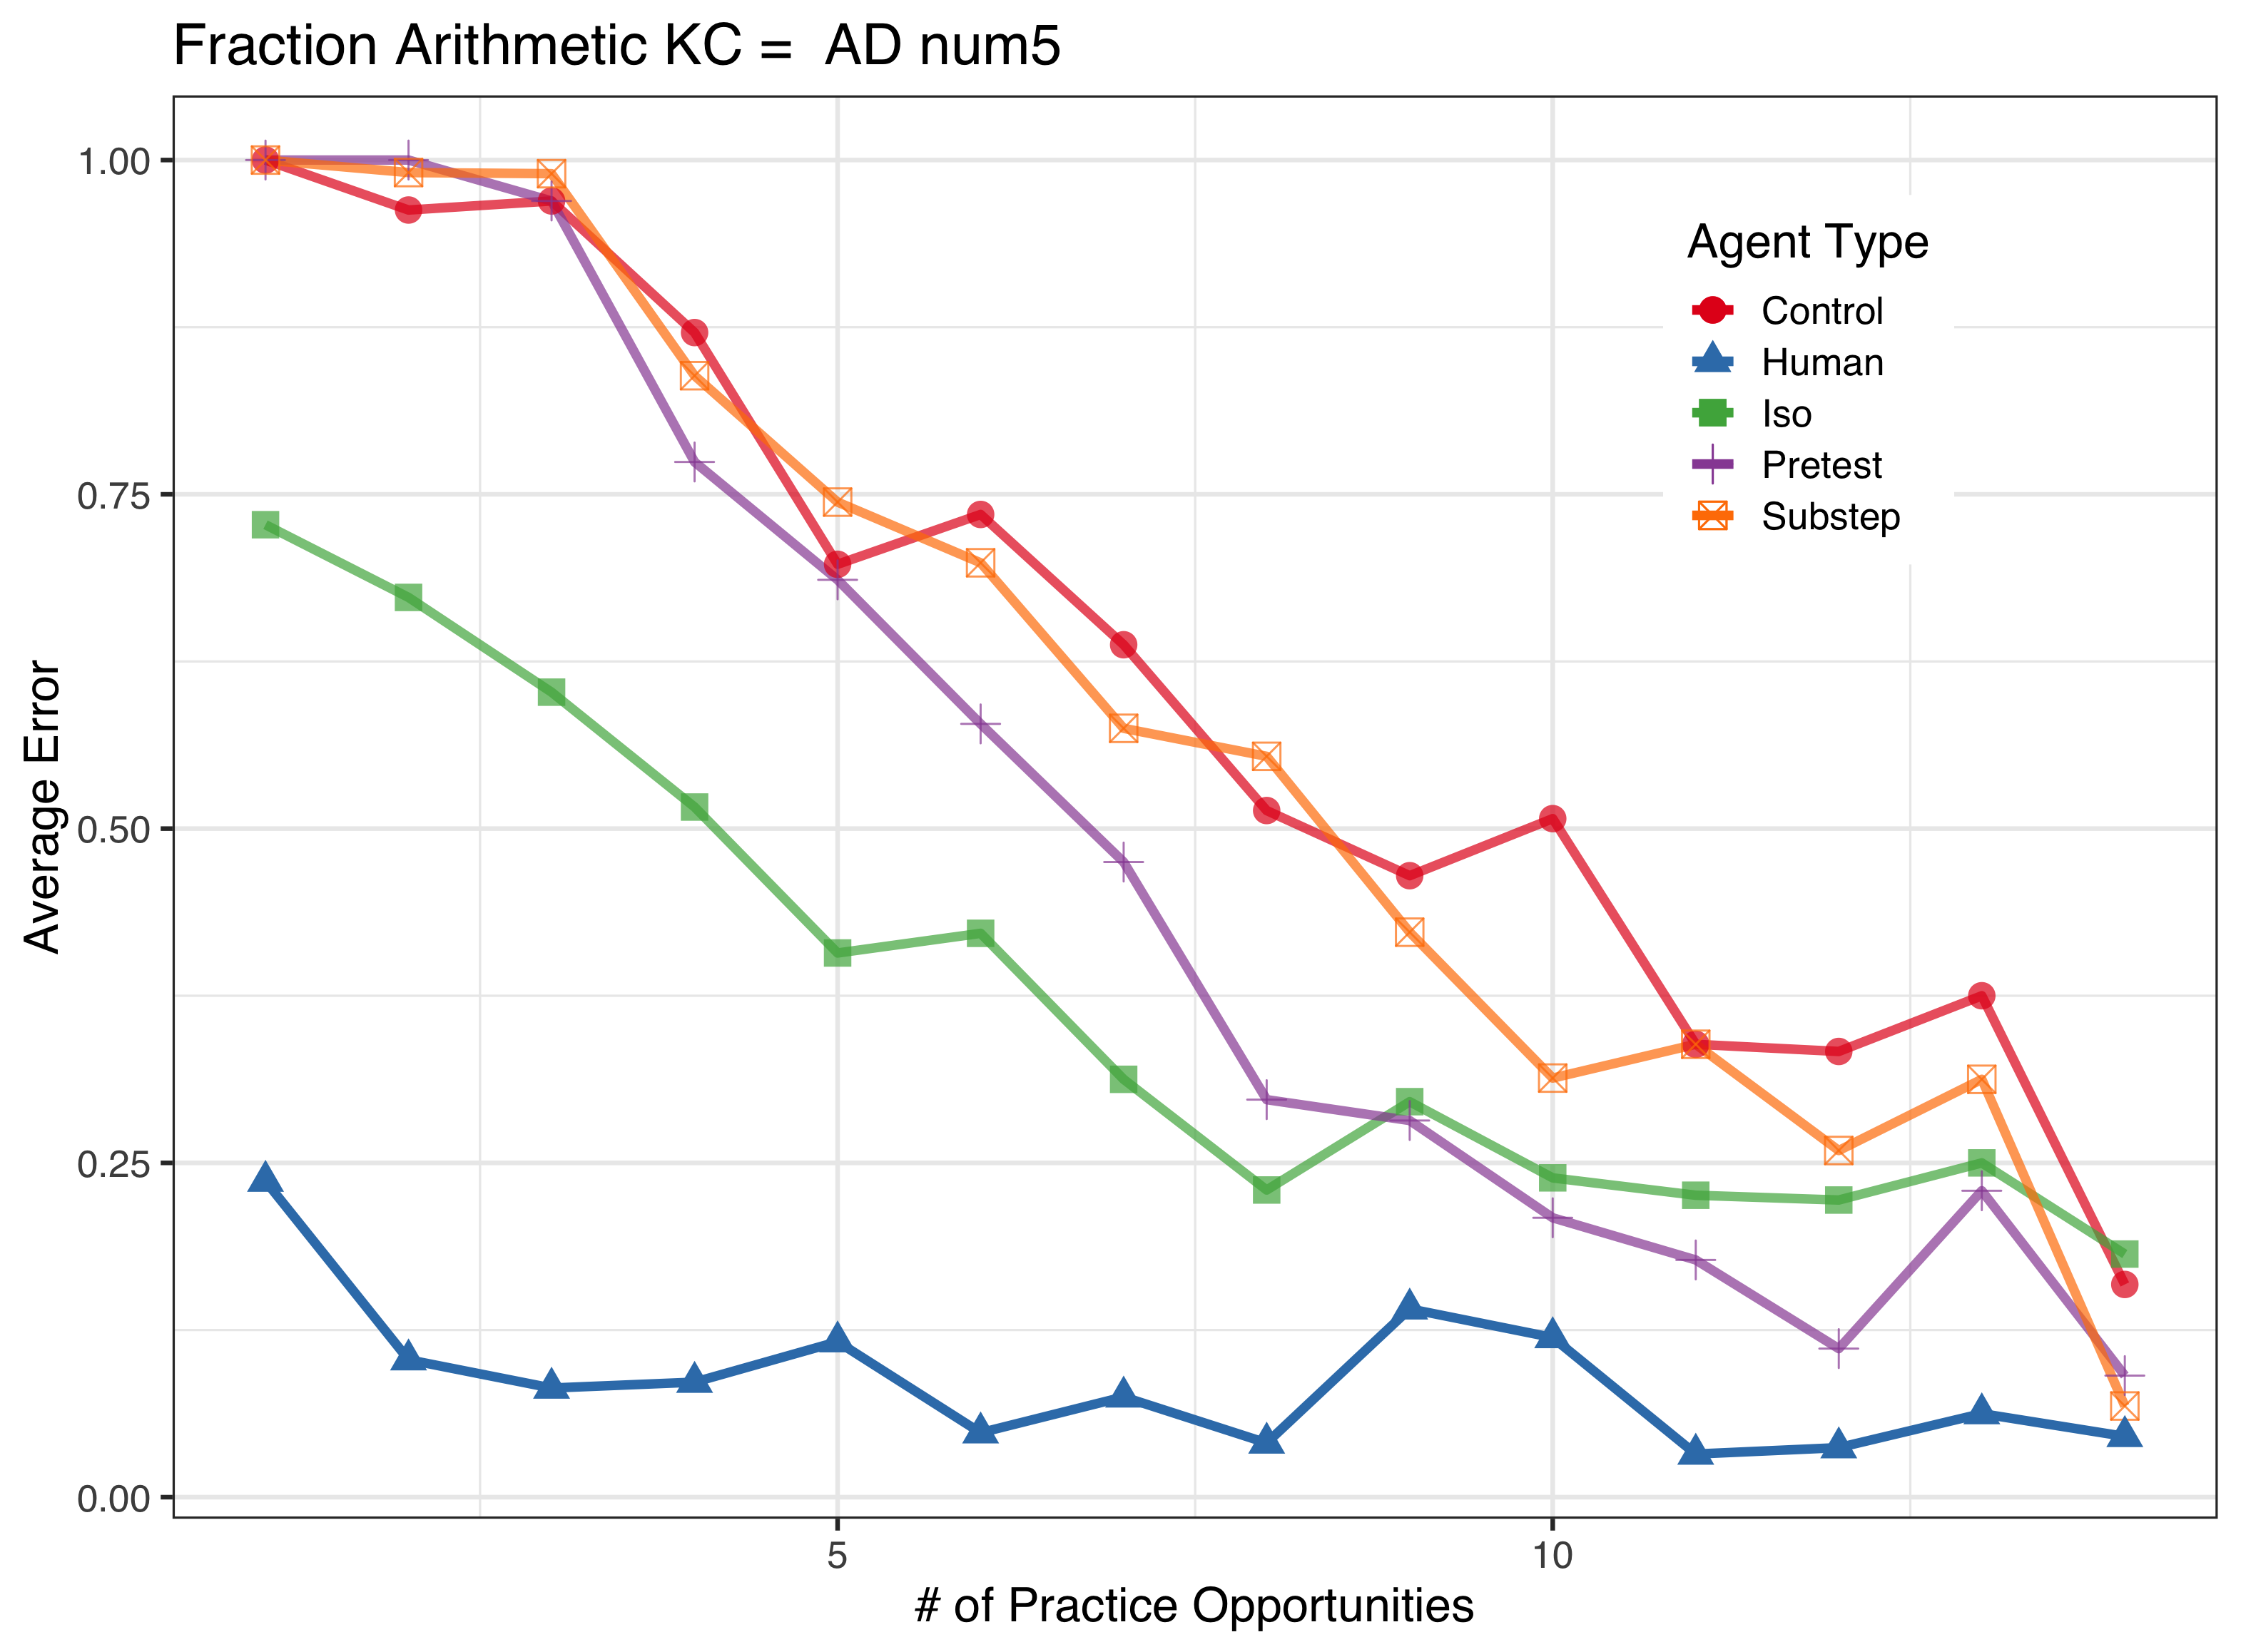 Fraction Arithmetic KC =  AD num5
Average Error
1.00
0.75
0.50
0.25
0.00
Agent Type
Control
Human
Iso
Pretest
Substep
5
10
# of Practice Opportunities